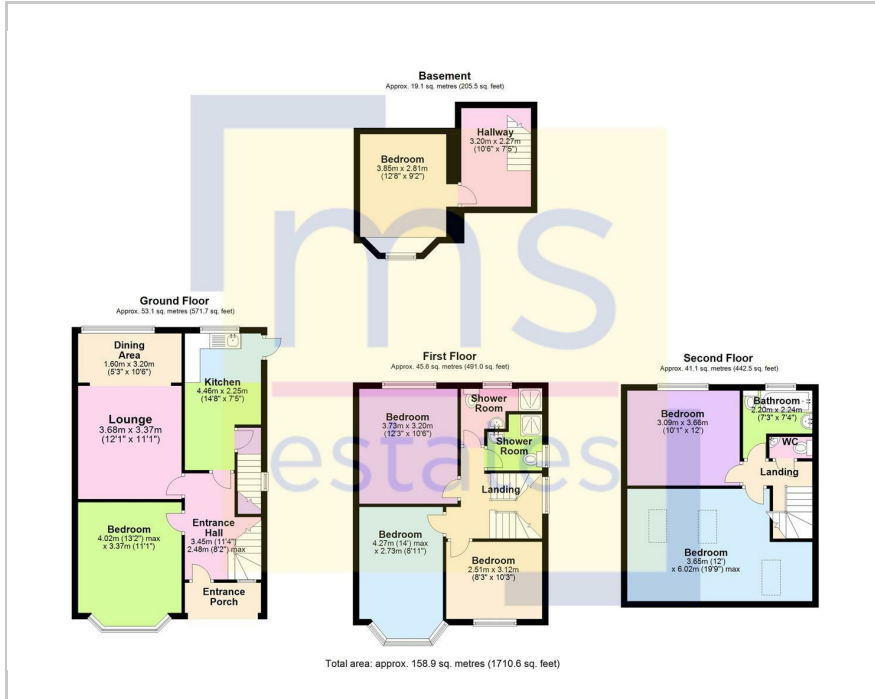 Basement
Approx. 19.1 sq. metres (205.5 sq. feet)
Hallway
3.20m x 2.27m
(10'6" x 7'5")
Bedroom
3.85m x 2.81m
(12'8" x 9'2")
Ground Floor
Approx. 53.1 sq. metres (571.7 sq. feet)
Dining
Area
1.60m x 3.20m
(5'3" x 10'6")
Kitchen
4.46m x 2.25m
(14'8" x 7'5")
Lounge
3.68m x 3.37m
(12'1" x 11'1")
Bedroom
4.02m (13'2") max
x 3.37m (11'1")
Entrance
Hall
3.45m (11'4")
2.48m (8'2") max
Entrance
Porch
First Floor
Approx. 45.6 sq. metres (491.0 sq. feet)
Shower
Room
Bedroom
3.73m x 3.20m
(12'3" x 10'6")
Shower
Room
Landing
Bedroom
4.27m (14') max
x 2.73m (8'11")
Bedroom
2.51m x 3.12m
(8'3" x 10'3")
Second Floor
Approx. 41.1 sq. metres (442.5 sq. feet)
Bedroom
3.09m x 3.66m
(10'1" x 12')
Bathroom
2.20m x 2.24m
(7'3" x 7'4")
WC
Landing
Bedroom
3.65m (12')
x 6.02m (19'9") max
Total area: approx. 158.9 sq. metres (1710.6 sq. feet)
ms
estates